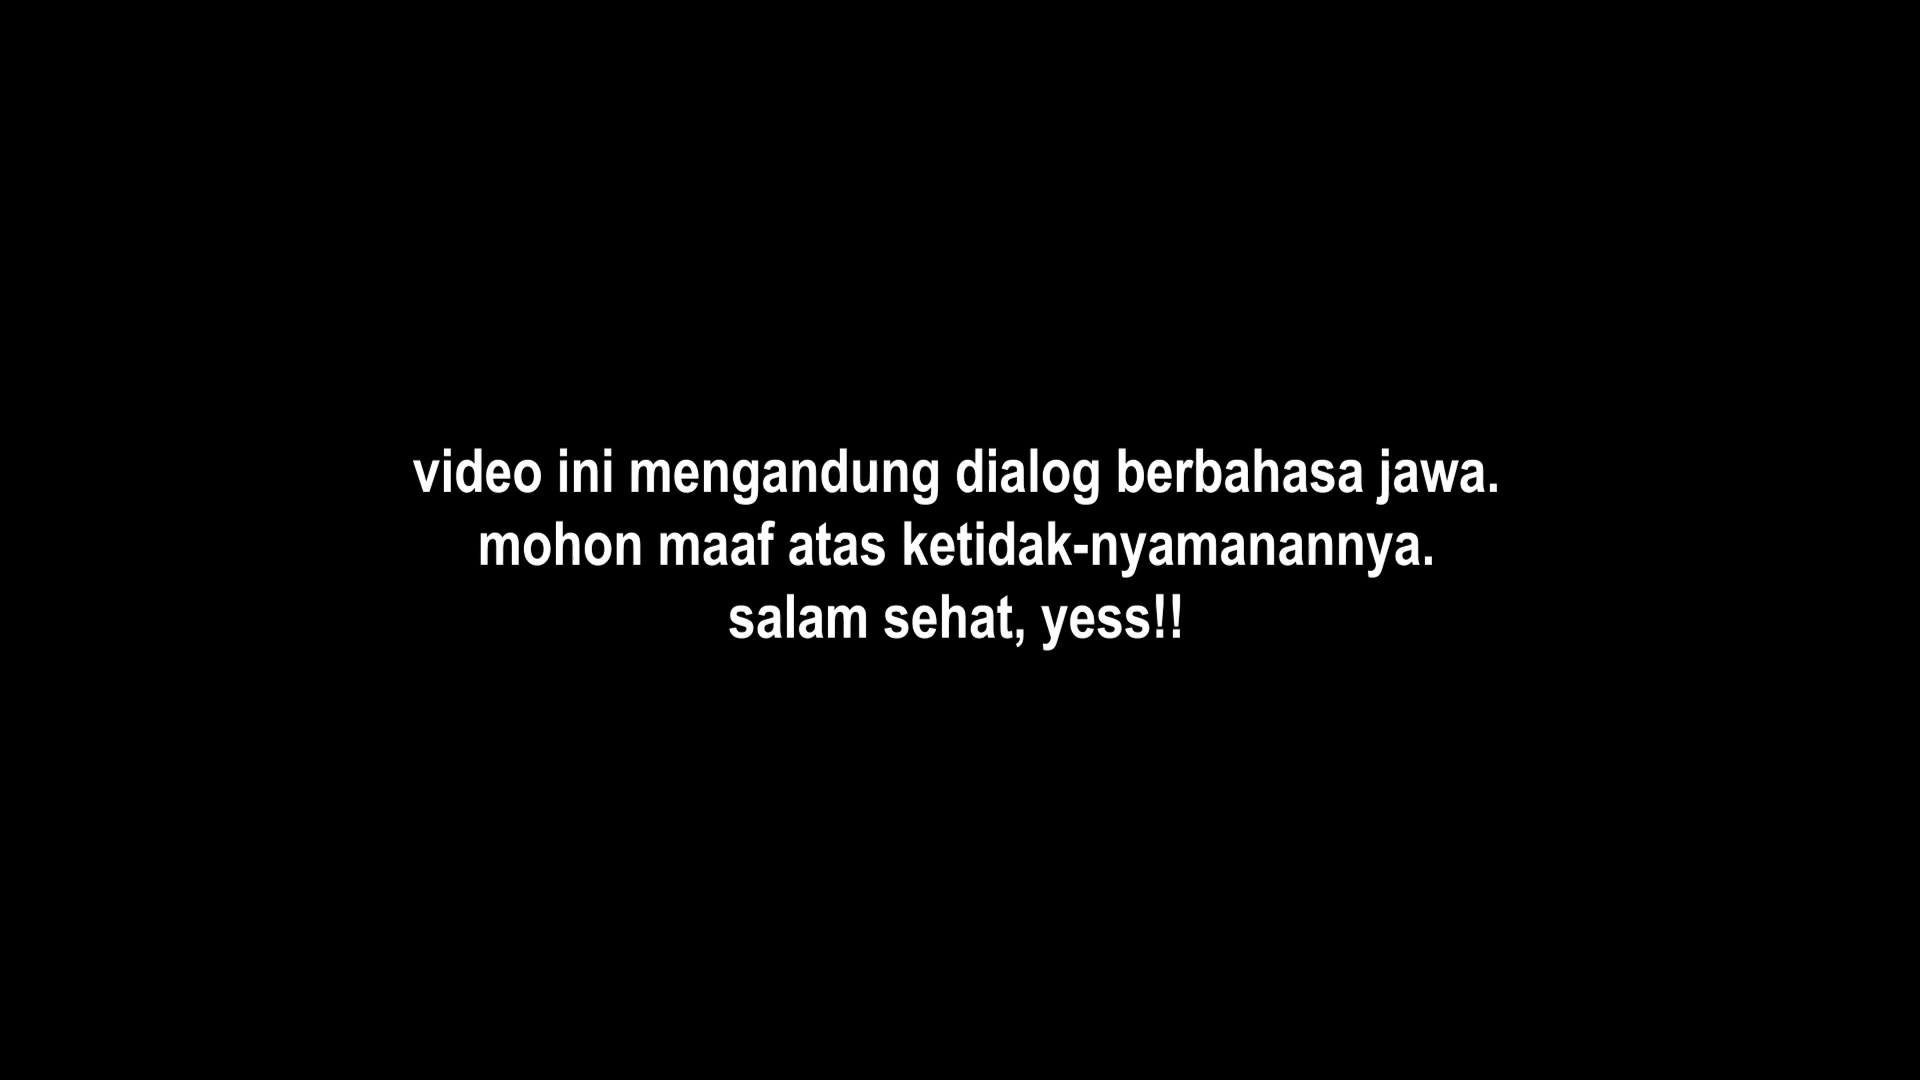 video ini mengandung dialog berbahasa jawa.
mohon maaf atas ketidak-nyamanannya.
salam sehat, yess!!